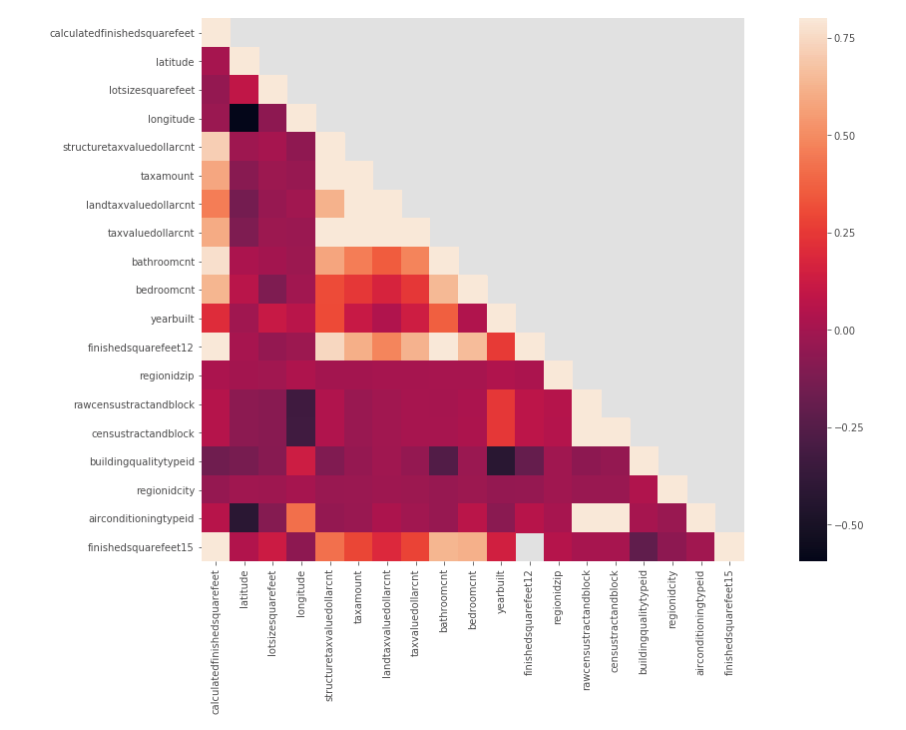 calculatedfinishedsquarefeet
latitude
lotsizesquarefeet
longitude
structuretaxvaluedollarcnt
taxamount
landtaxvaluedollarcnt
taxvaluedollarcnt
bathroomcnt
bedroomcnt
yearbuilt
finishedsquarefeet12
regionidzip
rawcensustractandblock
censustractandblock
buildingqualitytypeid
regionidcity
airconditioningtypeid
finishedsquarefeet15
calculatedfinishedsquarefeet
latitude
lotsizesquarefeet
longitude
structuretaxvaluedollarcnt
taxamount
landtaxvaluedollarcnt
taxvaluedollarcnt
bathroomcnt
bedroomcnt
yearbuilt
finishedsquarefeet12
regionidzip
rawcensustractandblock
censustractandblock
buildingqualitytypeid
regionidcity
airconditioningtypeid
finishedsquarefeet15
0.75
0.50
0.25
0.00
−0.25
−0.50